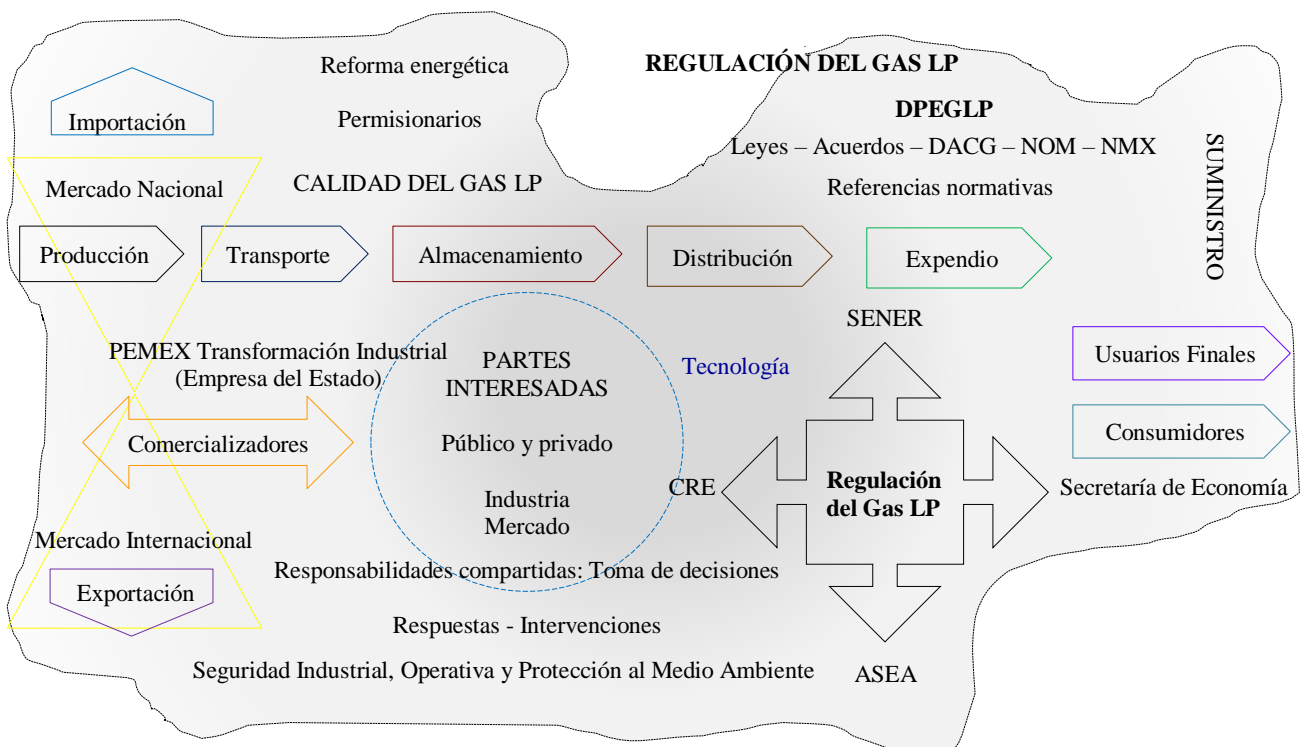 Reforma energética
REGULACIÓN DEL GAS LP
Importación
Permisionarios
DPEGLP
Leyes – Acuerdos – DACG – NOM – NMX
Mercado Nacional
CALIDAD DEL GAS LP
Referencias normativas
SUMINISTRO
Producción
Transporte
Almacenamiento
Distribución
Expendio
SENER
PEMEX Transformación Industrial
(Empresa del Estado)
PARTES
INTERESADAS
Tecnología
Usuarios Finales
Comercializadores
Público y privado
Consumidores
CRE
Regulación
del Gas LP
Secretaría de Economía
Industria
Mercado
Mercado Internacional
Responsabilidades compartidas: Toma de decisiones
Exportación
Respuestas - Intervenciones
Seguridad Industrial, Operativa y Protección al Medio Ambiente
ASEA